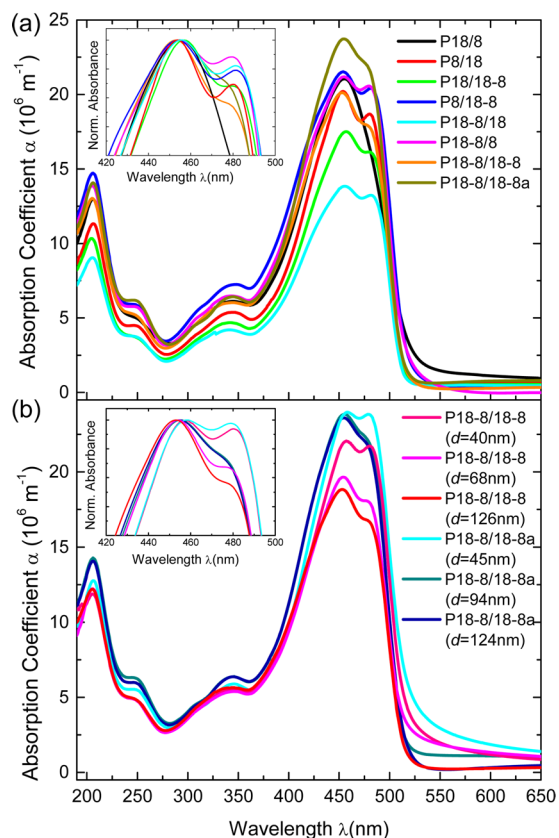 (a)
25
20
15
10
5
0
Absorption Coefficient α (10⁶ m⁻¹)
Norm. Absorbance
420 440 460 480 500
Wavelength λ(nm)
P18/8
P8/18
P18/18-8
P8/18-8
P18-8/18
P18-8/8
P18-8/18-8
P18-8/18-8a
(b)
20
15
10
5
0
Absorption Coefficient α (10⁶ m⁻¹)
Norm. Absorbance
420 440 460 480 500
Wavelength λ(nm)
P18-8/18-8
(d=40nm)
P18-8/18-8
(d=68nm)
P18-8/18-8
(d=126nm)
P18-8/18-8a
(d=45nm)
P18-8/18-8a
(d=94nm)
P18-8/18-8a
(d=124nm)
200 250 300 350 400 450 500 550 600 650
Wavelength λ(nm)